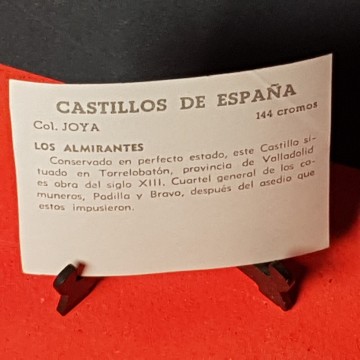 CASTILLOS DE ESPAÑA
Col. JOYA 144 cromos
LOS ALMIRANTES
Conservado en perfecto estado, este Castillo si-
tuado en Torrelobatón, provincia de Volladolid
es obra del siglo XIII. Cuartel general de los co-
muneros, Padilla y Bravo, después del asedio que
estos impusieron.